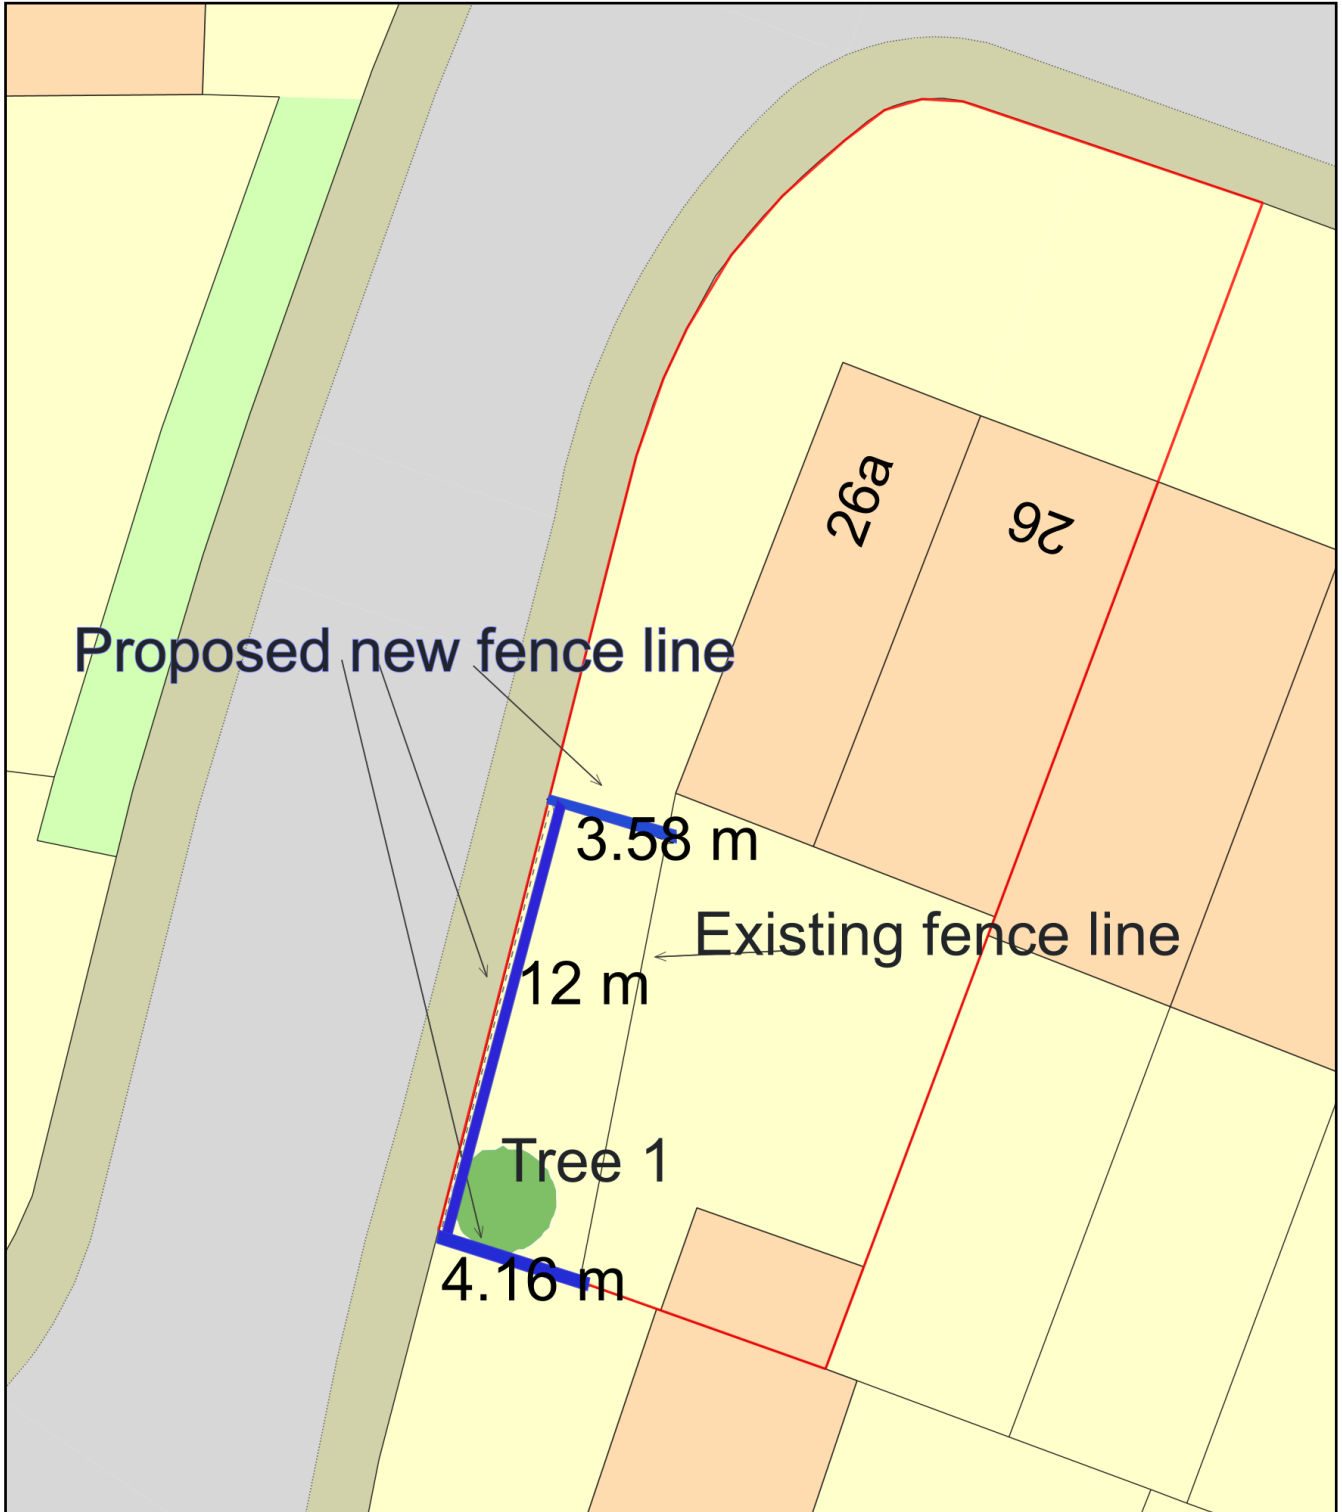 26a
26
Proposed new fence line
3.58 m
Existing fence line
12 m
Tree 1
4.16 m